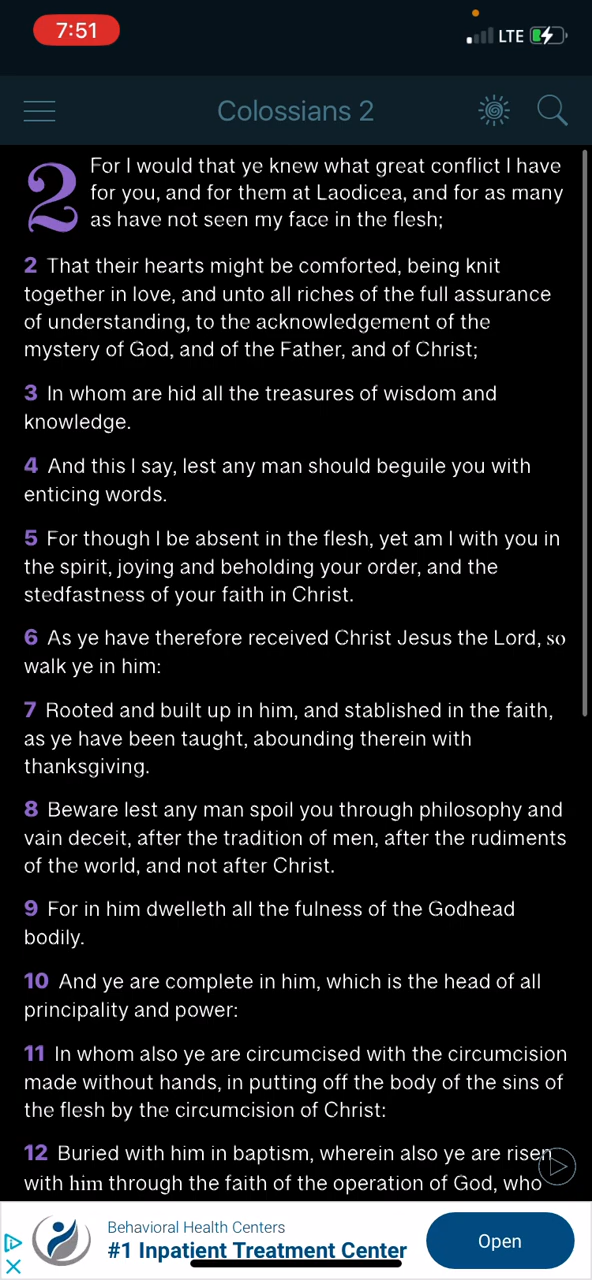 7:51
LTE
Colossians 2
2 For I would that ye knew what great conflict I have
for you, and for them at Laodicea, and for as many
as have not seen my face in the flesh;
2 That their hearts might be comforted, being knit
together in love, and unto all riches of the full assurance
of understanding, to the acknowledgement of the
mystery of God, and of the Father, and of Christ;
3 In whom are hid all the treasures of wisdom and
knowledge.
4 And this I say, lest any man should beguile you with
enticing words.
5 For though I be absent in the flesh, yet am I with you in
the spirit, joying and beholding your order, and the
stedfastness of your faith in Christ.
6 As ye have therefore received Christ Jesus the Lord, so
walk ye in him:
7 Rooted and built up in him, and stablished in the faith,
as ye have been taught, abounding therein with
thanksgiving.
8 Beware lest any man spoil you through philosophy and
vain deceit, after the tradition of men, after the rudiments
of the world, and not after Christ.
9 For in him dwelleth all the fulness of the Godhead
bodily.
10 And ye are complete in him, which is the head of all
principality and power:
11 In whom also ye are circumcised with the circumcision
made without hands, in putting off the body of the sins of
the flesh by the circumcision of Christ:
12 Buried with him in baptism, wherein also ye are risen
with him through the faith of the operation of God, who
Behavioral Health Centers
#1 Inpatient Treatment Center
Open